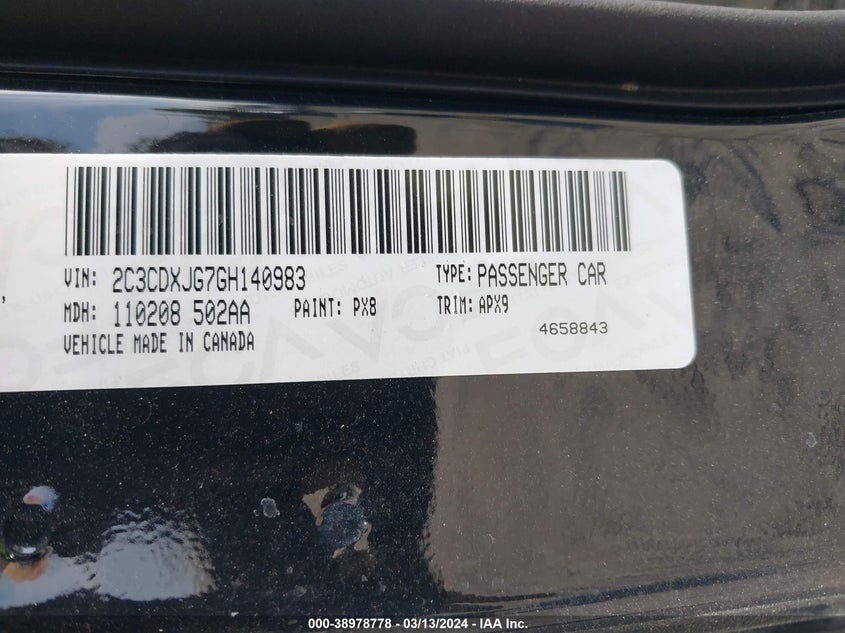 VIN: 2C3CDXJG7GH140983 TYPE: PASSENGER CAR
MDH: 110208 502AA PAINT: PX8 TRIM: APX9
VEHICLE MADE IN CANADA 4658843
000-38978778 - 03/13/2024 - IAA Inc.